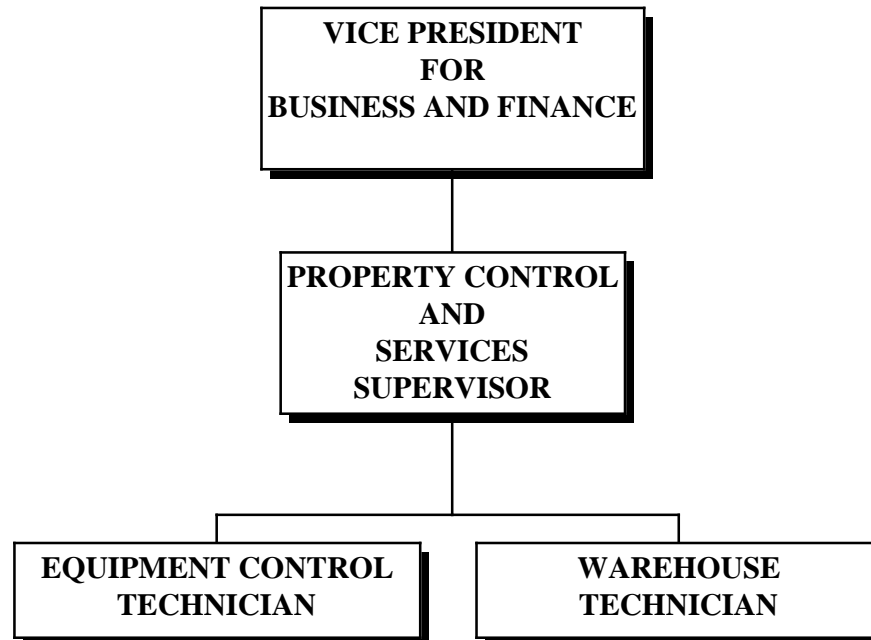 VICE PRESIDENT
FOR
BUSINESS AND FINANCE
PROPERTY CONTROL
AND
SERVICES
SUPERVISOR
EQUIPMENT CONTROL
TECHNICIAN
WAREHOUSE
TECHNICIAN